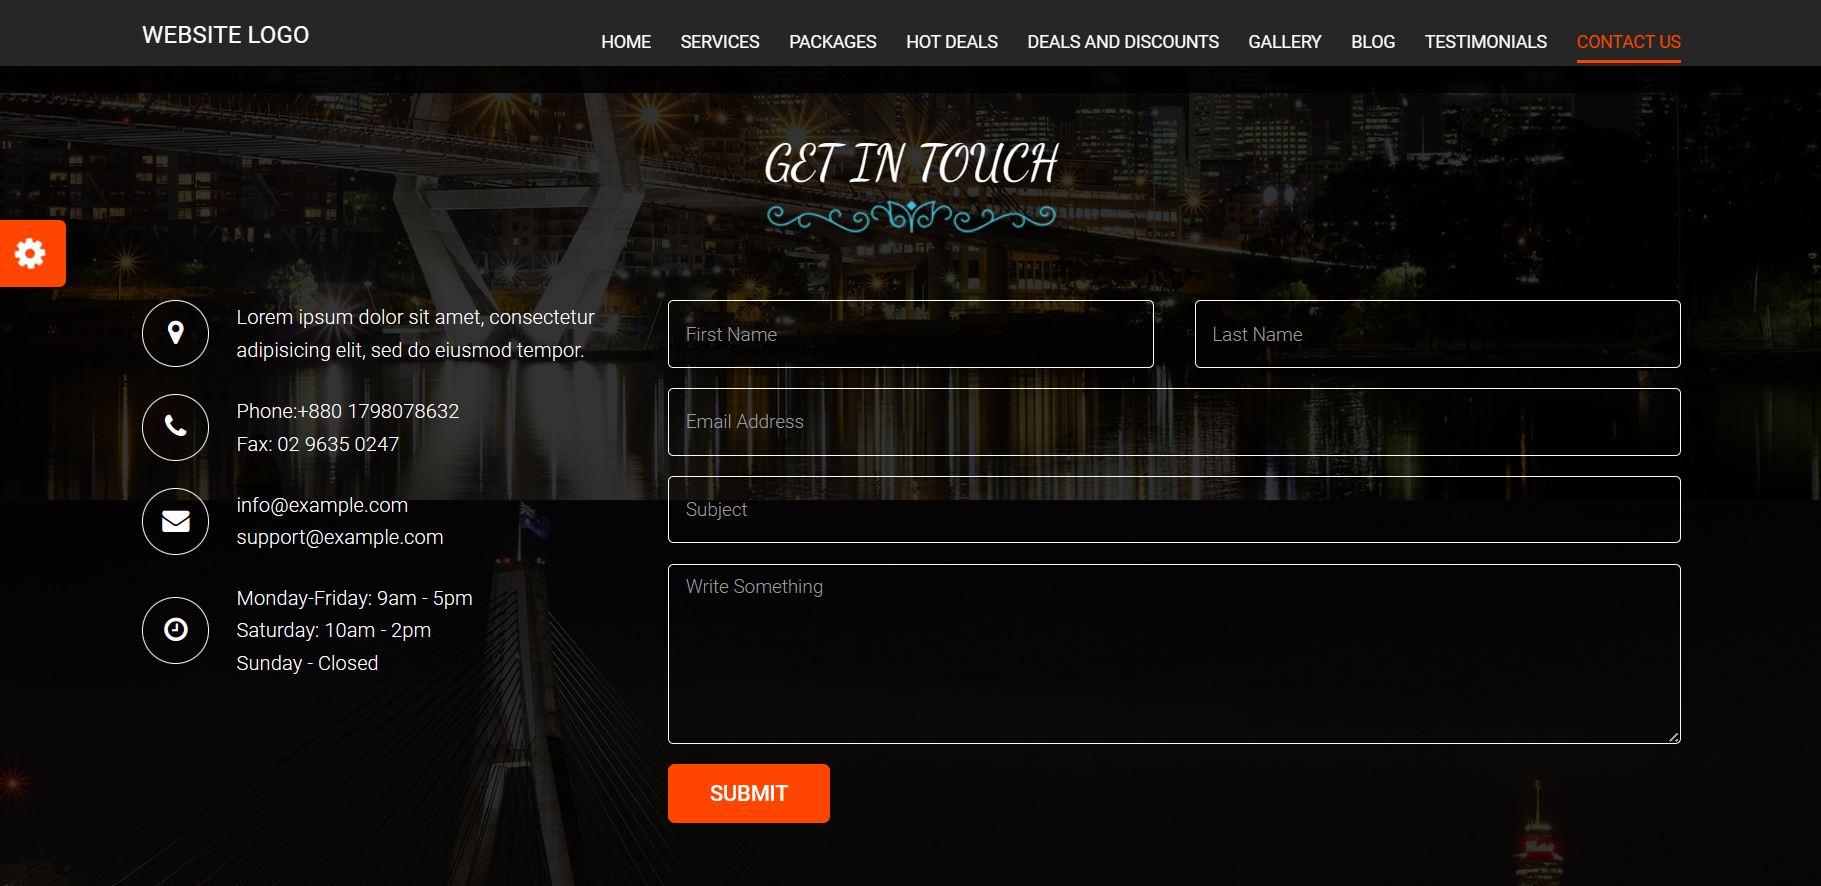 WEBSITE LOGO
HOME SERVICES PACKAGES HOT DEALS DEALS AND DISCOUNTS GALLERY BLOG TESTIMONIALS CONTACT US
GET IN TOUCH
Lorem ipsum dolor sit amet, consectetur
adipisicing elit, sed do eiusmod tempor.
Phone:+880 1798078632
Fax: 02 9635 0247
info@example.com
support@example.com
Monday-Friday: 9am - 5pm
Saturday: 10am - 2pm
Sunday - Closed
First Name
Last Name
Email Address
Subject
Write Something
SUBMIT